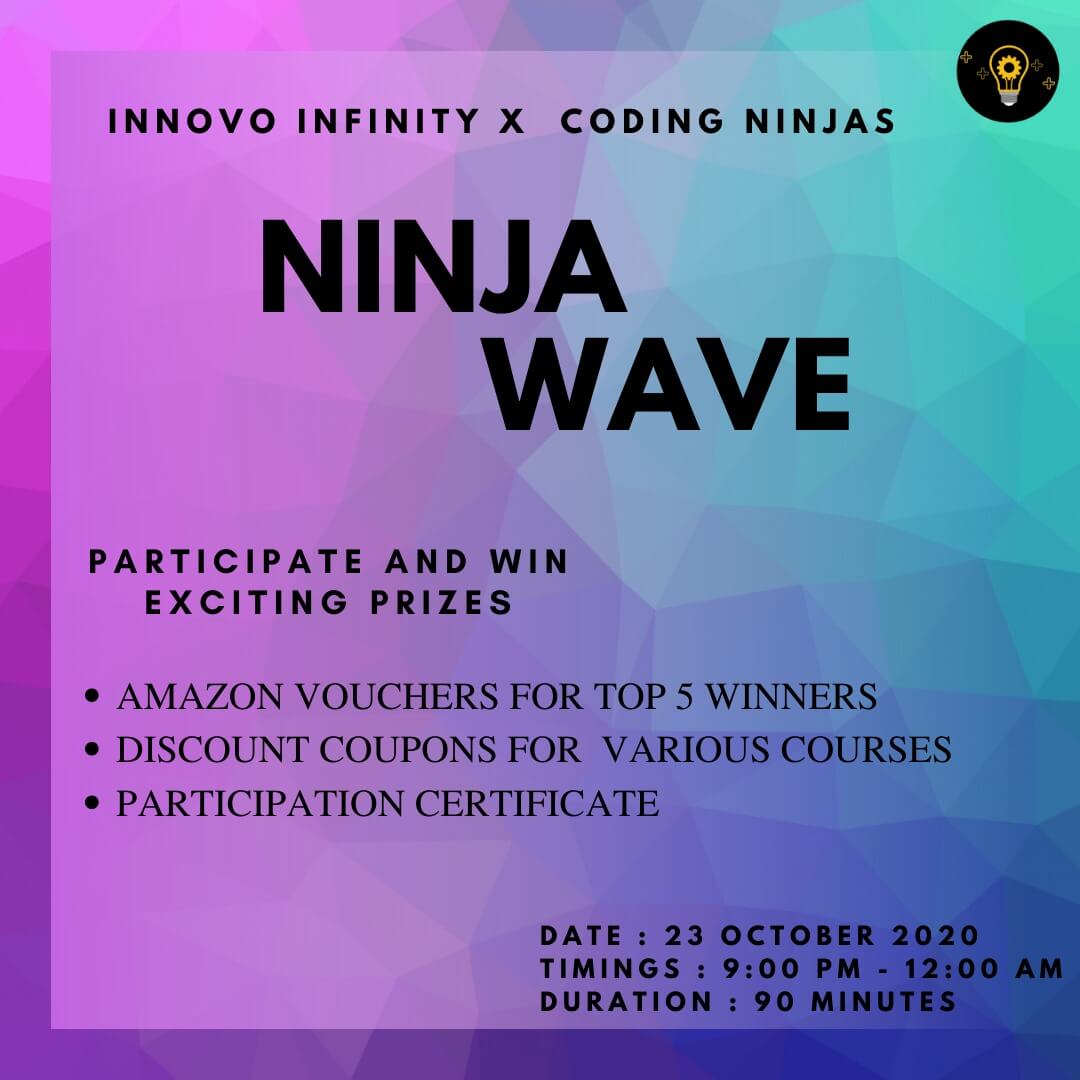 INNOVO INFINITY X CODING NINJAS
NINJA
WAVE
PARTICIPATE AND WIN
EXCITING PRIZES
• AMAZON VOUCHERS FOR TOP 5 WINNERS
• DISCOUNT COUPONS FOR VARIOUS COURSES
• PARTICIPATION CERTIFICATE
DATE : 23 OCTOBER 2020
TIMINGS : 9:00 PM - 12:00 AM
DURATION : 90 MINUTES